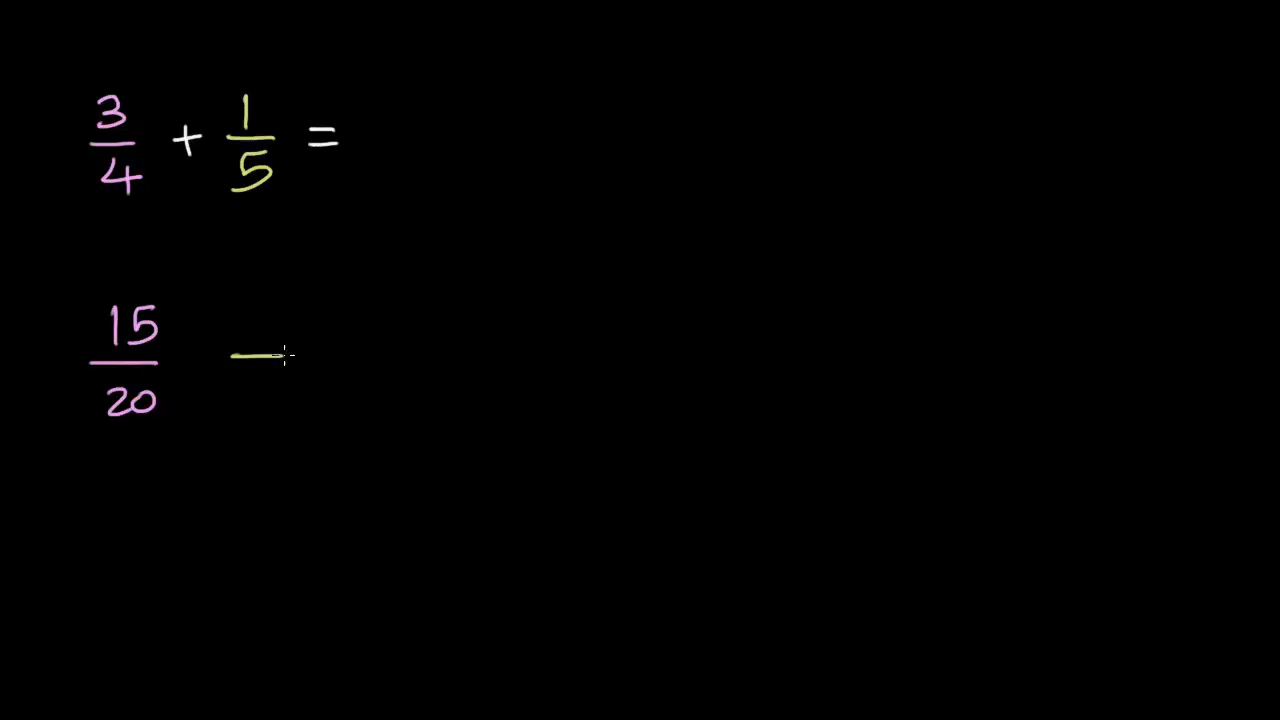 3/4 + 1/5 =
15/20 —